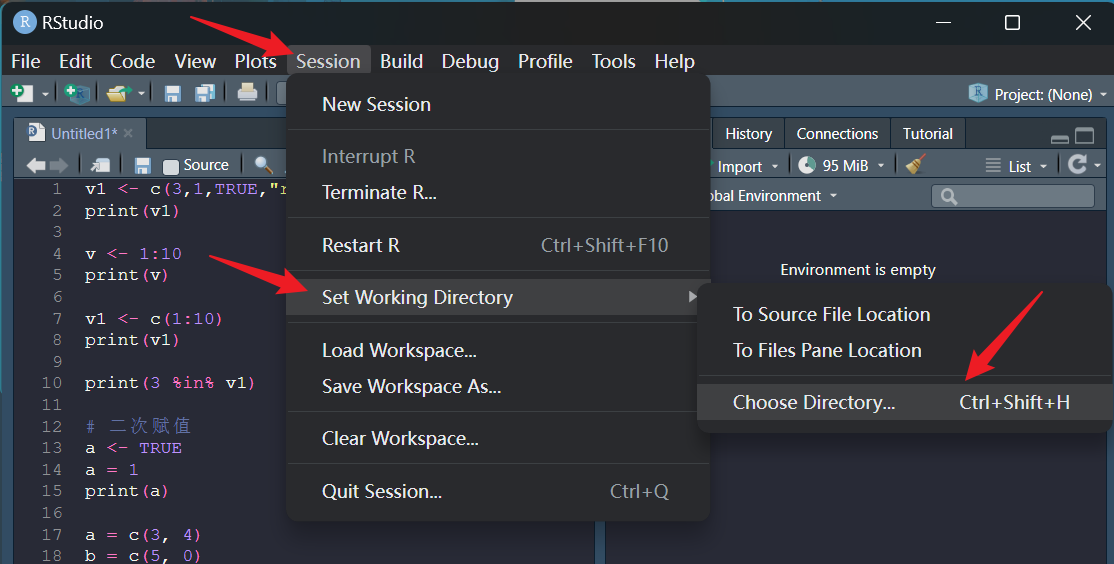 RStudio
File Edit Code View Plots Session Build Debug Profile Tools Help
Project: (None)
Untitled1*
Source
1 v1 <- c(3,1,TRUE,"
2 print(v1)
3
4 v <- 1:10
5 print(v)
6
7 v1 <- c(1:10)
8 print(v1)
9
10 print(3 %in% v1)
11
12 # 二次赋值
13 a <- TRUE
14 a = 1
15 print(a)
16
17 a = c(3, 4)
18 b = c(5, 0)
New Session
Interrupt R
Terminate R...
Restart R Ctrl+Shift+F10
Set Working Directory
Load Workspace...
Save Workspace As...
Clear Workspace...
Quit Session... Ctrl+Q
History Connections Tutorial
Import 95 MiB List
Environment
Environment is empty
To Source File Location
To Files Pane Location
Choose Directory... Ctrl+Shift+H